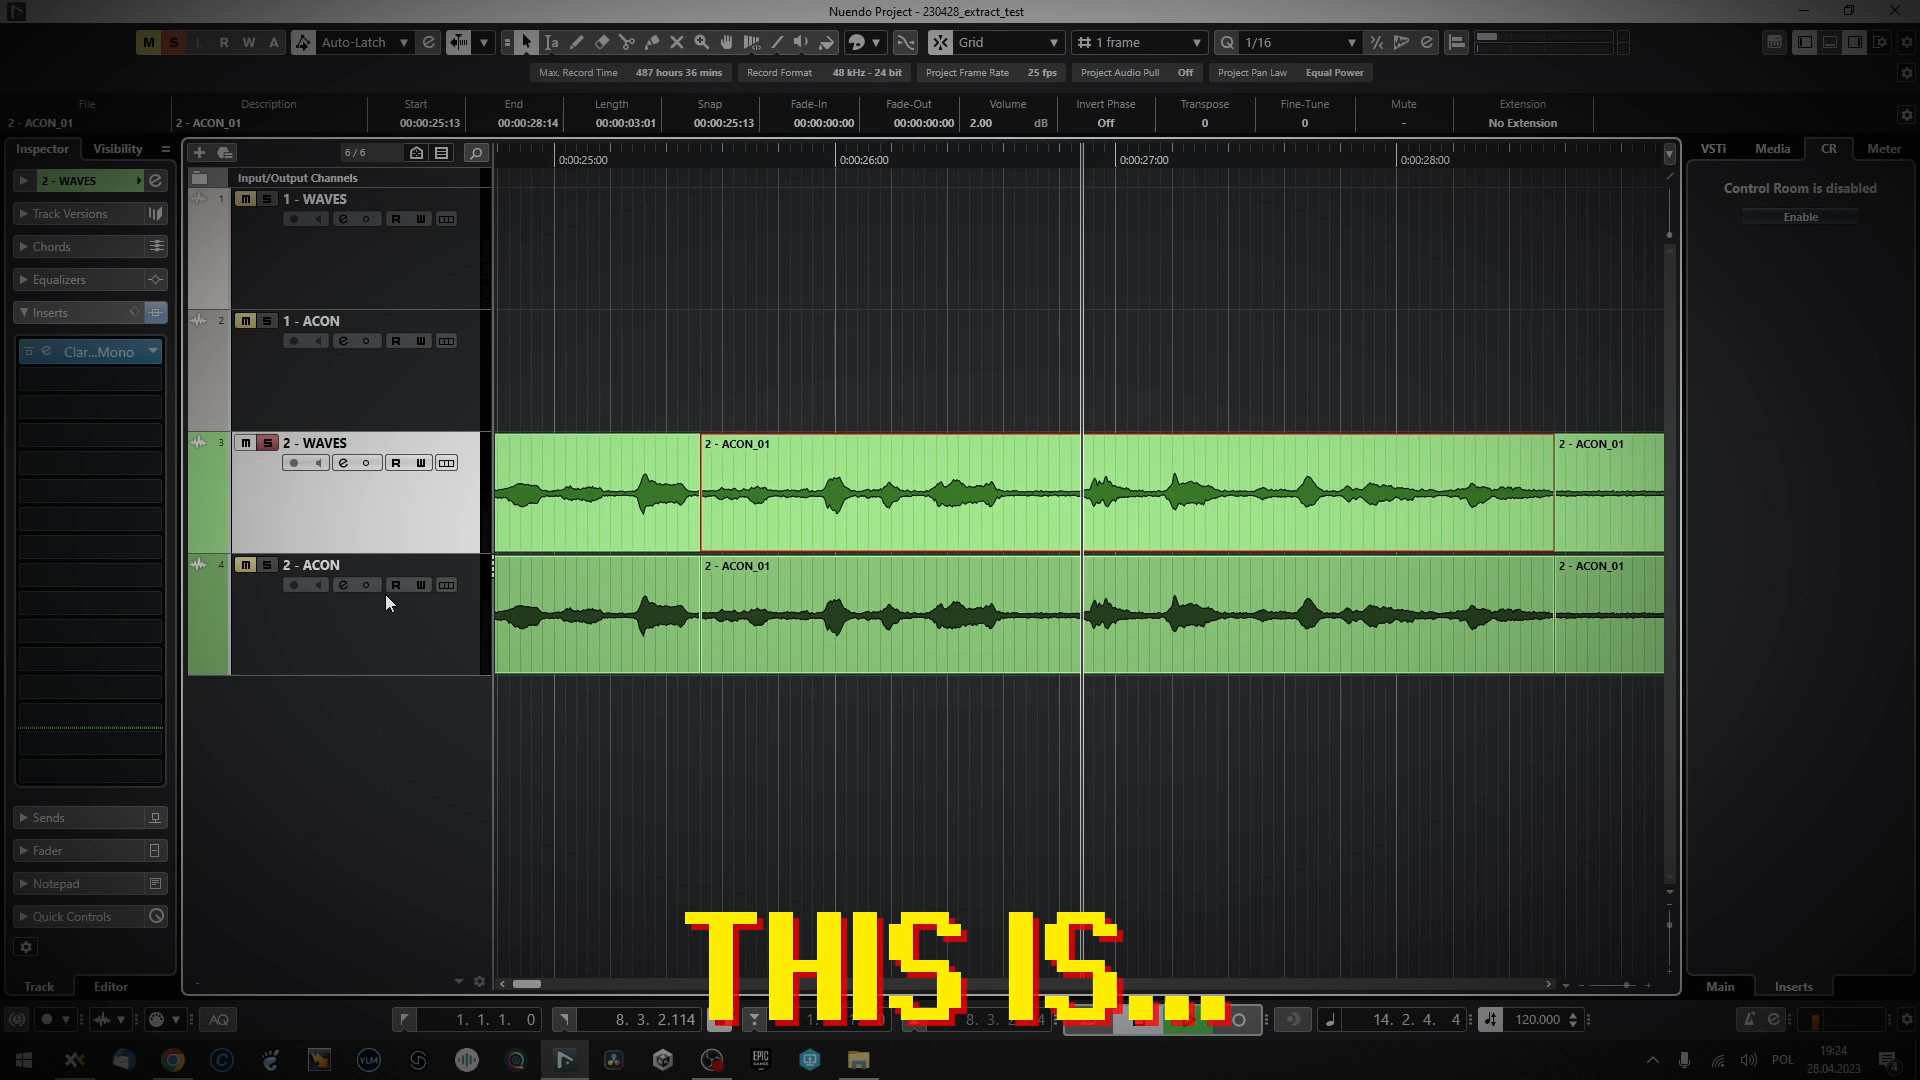 Nuendo Project - 230428_extract_test
M S L R W A Auto-Latch Grid 1 frame Q 1/16
Max. Record Time 487 hours 36 mins Record Format 48 kHz - 24 bit Project Frame Rate 25 fps Project Audio Pull Off Project Pan Law Equal Power
File Description Start End Length Snap Fade-In Fade-Out Volume Invert Phase Transpose Fine-Tune Mute Extension
2 - ACON_01 2 - ACON_01 00:00:25:13 00:00:28:14 00:00:03:01 00:00:25:13 00:00:00:00 00:00:00:00 2.00 dB Off 0 0 - No Extension
Inspector Visibility 6 / 6 0:00:25:00 0:00:26:00 0:00:27:00 0:00:28:00 VSTi Media CR Meter
2 - WAVES
Input/Output Channels
Control Room is disabled
Enable
1 m s 1 - WAVES
R W
Track Versions
Chords
Equalizers
Inserts
Clar...Mono
2 m s 1 - ACON
R W
3 m s 2 - WAVES
R W
2 - ACON_01 2 - ACON_01
4 m s 2 - ACON
R W
2 - ACON_01 2 - ACON_01
Sends
Fader
Notepad
Quick Controls
THIS IS...
Track Editor Main Inserts
AQ 1. 1. 1. 0 8. 3. 2.114 14. 2. 4. 4 120.000
YLM EPIC GAMES POL 19:24
28.04.2023 4